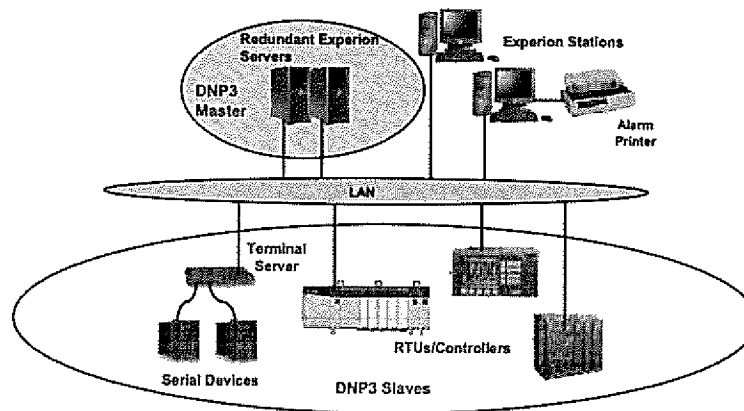 Redundant Experion
Servers
DNP3
Master
Experion Stations
Alarm
Printer
LAN
Terminal
Server
RTUs/Controllers
Serial Devices
DNP3 Slaves